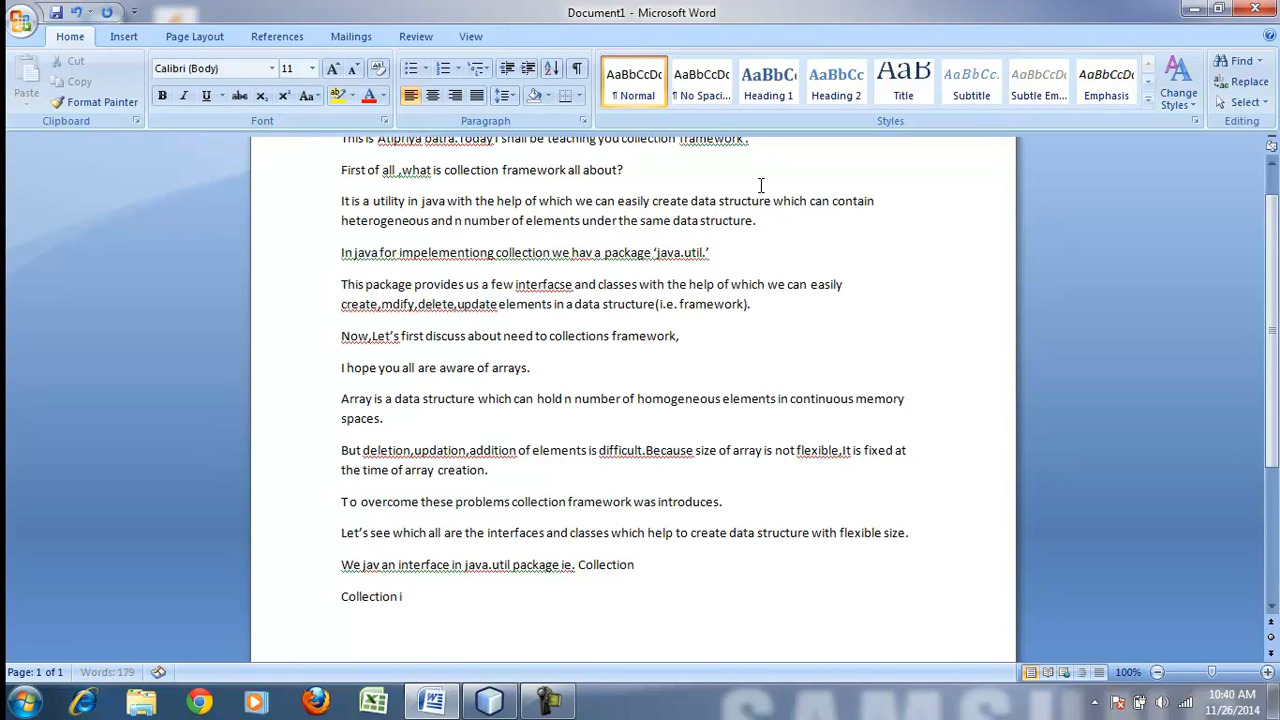 Document1 - Microsoft Word
Home Insert Page Layout References Mailings Review View
Cut
Copy
Format Painter
Paste
Clipboard
Calibri (Body) 11
Font
Paragraph
AaBbCcDc AaBbCcDc AaBbC AaBbCc AaB AaBbCc. AaBbCcDc AaBbCcDc
¶ Normal ¶ No Spaci... Heading 1 Heading 2 Title Subtitle Subtle Em... Emphasis
Change Styles
Styles
Find
Replace
Select
Editing
This is Atipriya batra.Today I shall be teaching you collection framework .
First of all ,what is collection framework all about?
It is a utility in java with the help of which we can easily create data structure which can contain
heterogeneous and n number of elements under the same data structure.
In java for impelementiong collection we hav a package ‘java.util.’
This package provides us a few interfacse and classes with the help of which we can easily
create,mdify,delete,update elements in a data structure(i.e. framework).
Now,Let’s first discuss about need to collections framework,
I hope you all are aware of arrays.
Array is a data structure which can hold n number of homogeneous elements in continuous memory
spaces.
But deletion,updation,addition of elements is difficult.Because size of array is not flexible,It is fixed at
the time of array creation.
To overcome these problems collection framework was introduces.
Let’s see which all are the interfaces and classes which help to create data structure with flexible size.
We jav an interface in java.util package ie. Collection
Collection i
Page: 1 of 1 Words: 179 100%
10:40 AM
11/26/2014